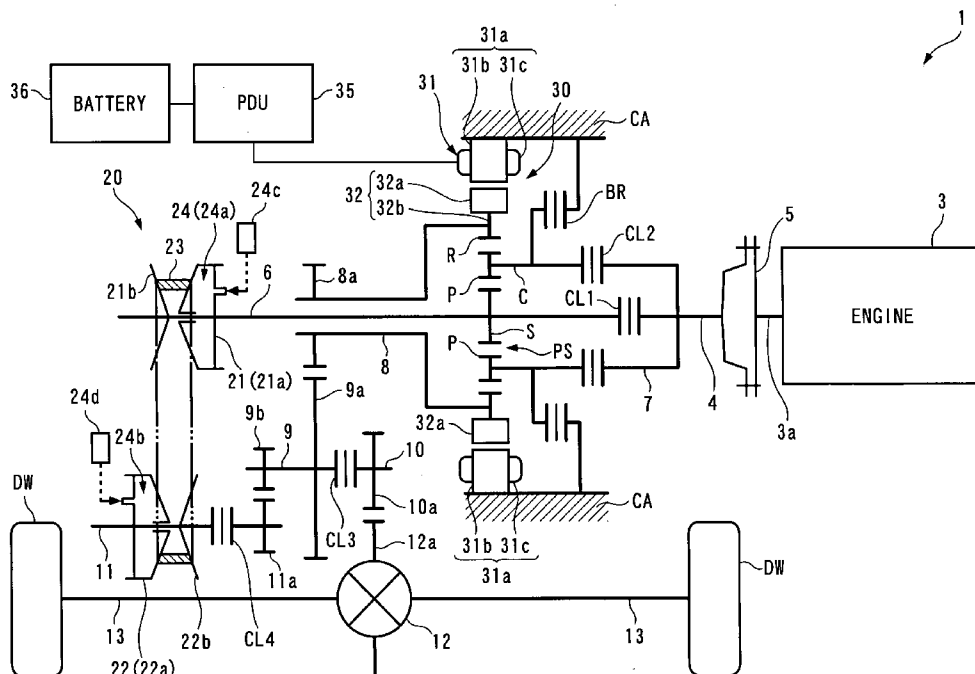 1
31a
31b 31c
36
BATTERY
PDU
35
31
30
CA
20
24c
24 (24a)
32
32a
32b
BR
3
23
8a
R
CL2
5
21b
6
P
C
CL1
ENGINE
S
P
PS
8
7
4
21 (21a)
9a
3a
24d
9b
32a
24b
9
10
DW
CL3
10a
CA
12a
31b 31c
31a
DW
11
11a
13
22b
CL4
12
13
22 (22a)